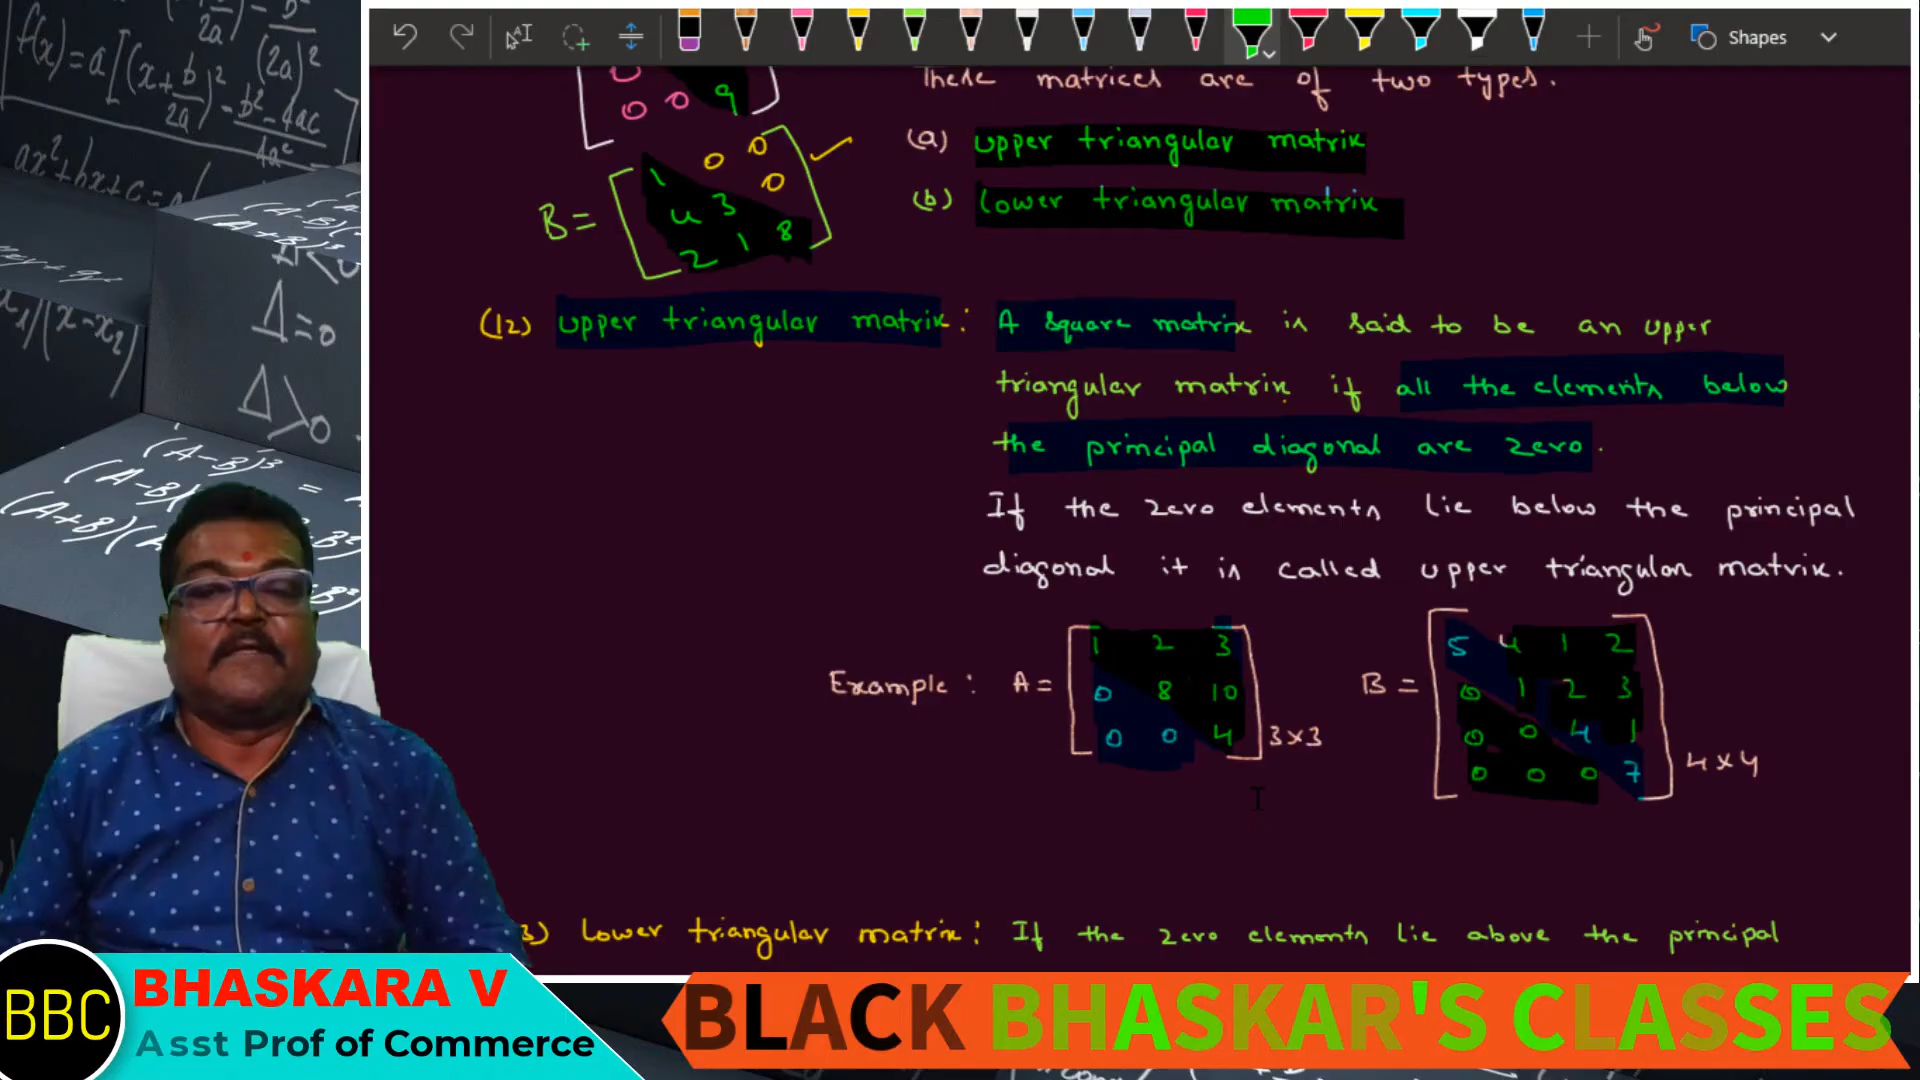 Shapes
These matrices are of two types.
0 0 9
(a) upper triangular matrix
(b) lower triangular matrix
B =
1 0 0
4 3 0
2 1 8
(12) upper triangular matrix : A square matrix is said to be an upper
triangular matrix if all the elements below
the principal diagonal are zero.
If the zero elements lie below the principal
diagonal it is called upper triangular matrix.
Example : A =
1 2 3
0 8 10
0 0 4
3×3
B =
5 4 1 2
0 1 2 3
0 0 4 1
0 0 0 7
4×4
3) Lower triangular matrix : If the zero elements lie above the principal
f(x) = a
ax²+bx+c=
Δ=0
Δ>0
(A-B)³
BBC
BHASKARA V
Asst Prof of Commerce
BLACK BHASKAR'S CLASSES